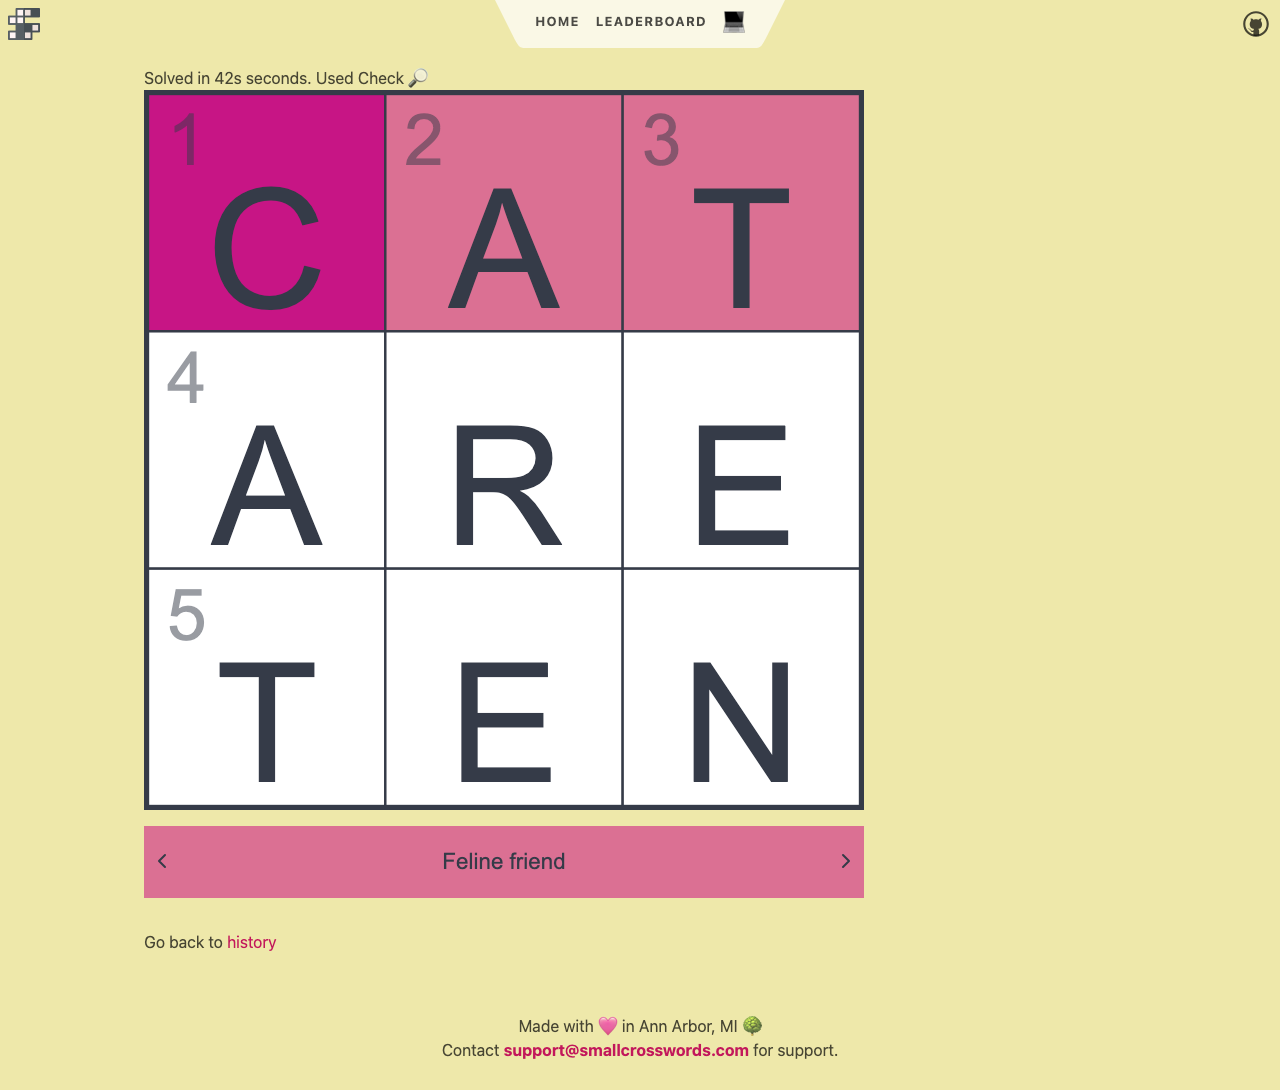 HOME LEADERBOARD
Solved in 42s seconds. Used Check
1 2 3
C A T
4
A R E
5
T E N
Feline friend
Go back to history
Made with 💗 in Ann Arbor, MI 🌳
Contact support@smallcrosswords.com for support.